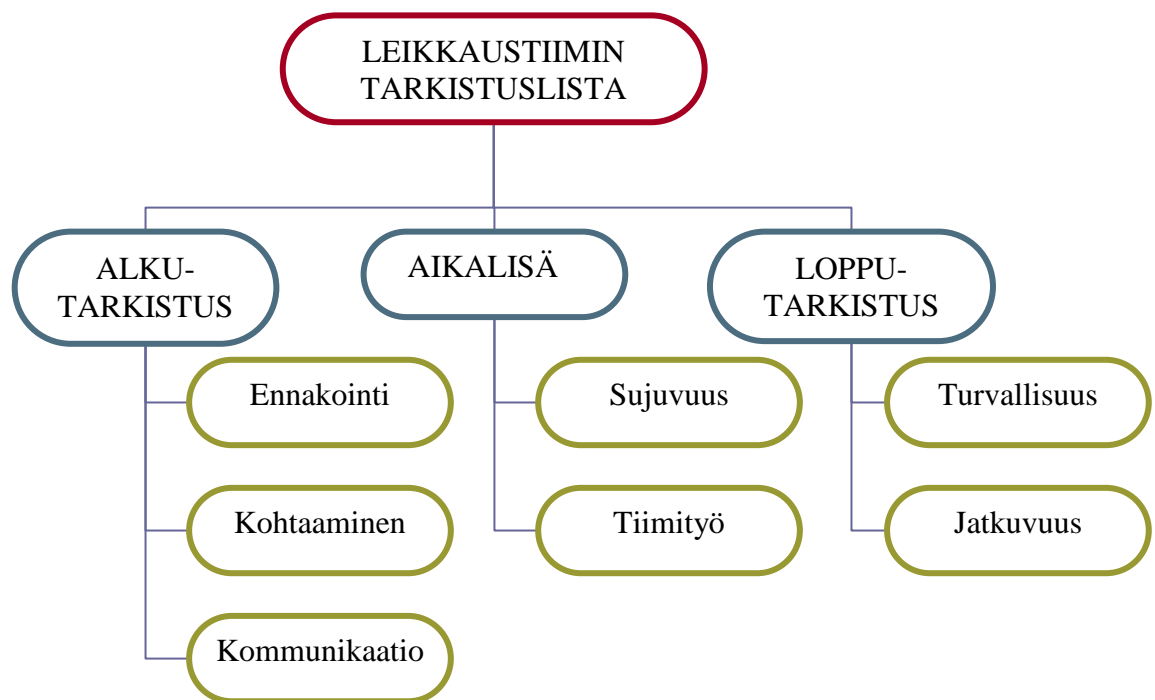 LEIKKAUSTIIMIN
TARKISTUSLISTA
ALKU-
TARKISTUS
AIKALISÄ
LOPPU-
TARKISTUS
Ennakointi
Sujuvuus
Turvallisuus
Kohtaaminen
Tiimityö
Jatkuvuus
Kommunikaatio